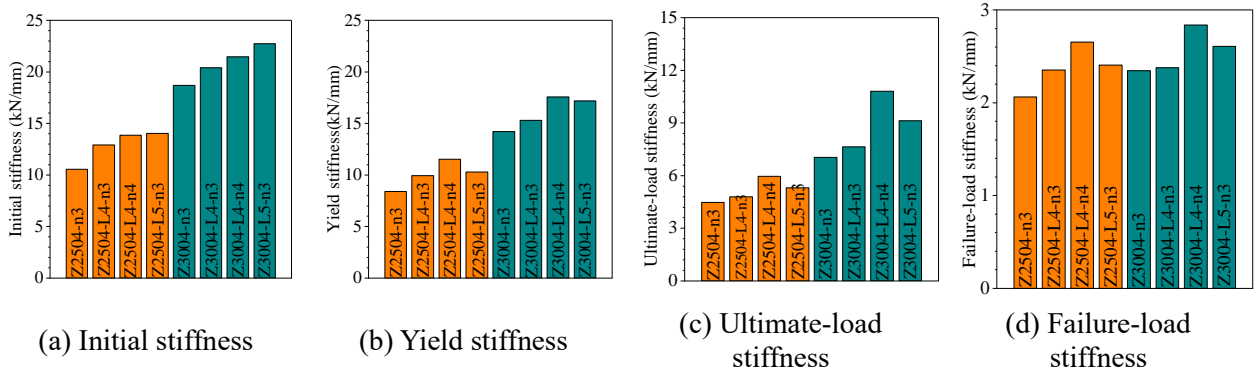 Initial stiffness (kN/mm)
25
20
15
10
5
0
Z2504-n3
Z2504-L4-n3
Z2504-L4-n4
Z2504-L5-n3
Z3004-n3
Z3004-L4-n3
Z3004-L4-n4
Z3004-L5-n3
(a) Initial stiffness
Yield stiffness(kN/mm)
25
20
15
10
5
0
Z2504-n3
Z2504-L4-n3
Z2504-L4-n4
Z2504-L5-n3
Z3004-n3
Z3004-L4-n3
Z3004-L4-n4
Z3004-L5-n3
(b) Yield stiffness
Ultimate-load stiffness (kN/mm)
15
12
9
6
3
0
Z2504-n3
Z2504-L4-n3
Z2504-L4-n4
Z2504-L5-n3
Z3004-n3
Z3004-L4-n3
Z3004-L4-n4
Z3004-L5-n3
(c) Ultimate-load
stiffness
Failure-load stiffness (kN/mm)
3
2
1
0
Z2504-n3
Z2504-L4-n3
Z2504-L4-n4
Z2504-L5-n3
Z3004-n3
Z3004-L4-n3
Z3004-L4-n4
Z3004-L5-n3
(d) Failure-load
stiffness